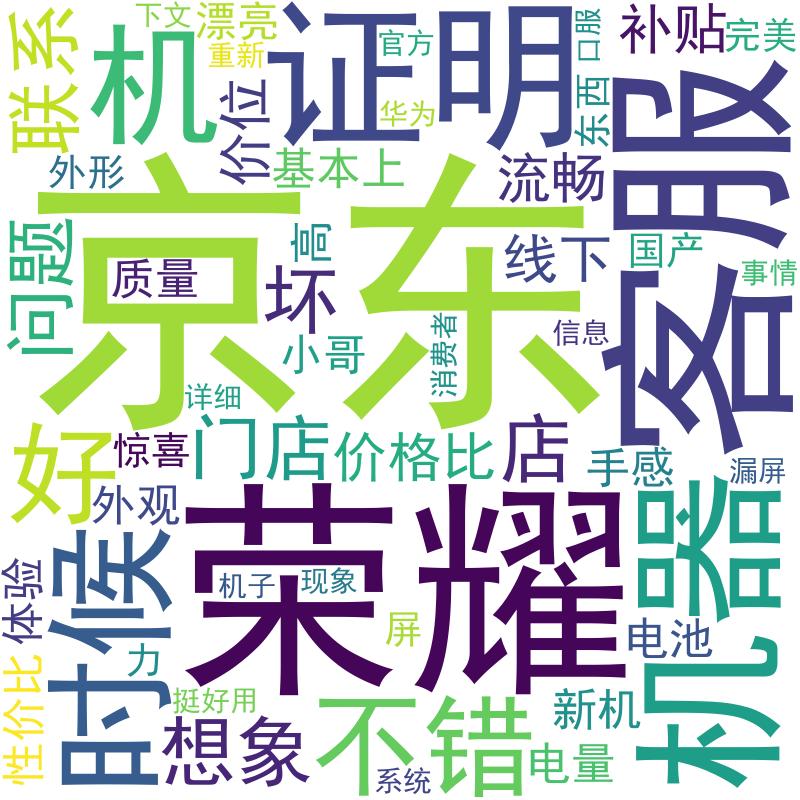 下文
漂亮
重新
联系
机
证明
官方
华为
口服
东西
补贴
完美
价位
外形
基本上
流畅
客服
京东
问题
质量
高
坏
线下
国产
事情
小哥
消费者
信息
详细
好
惊喜
门店
价格比
店
手感
漏屏
外观
荣耀
机器
时候
体验
机子
现象
屏
电池
力
性价比
挺好用
想象
不错
新机
电量
系统